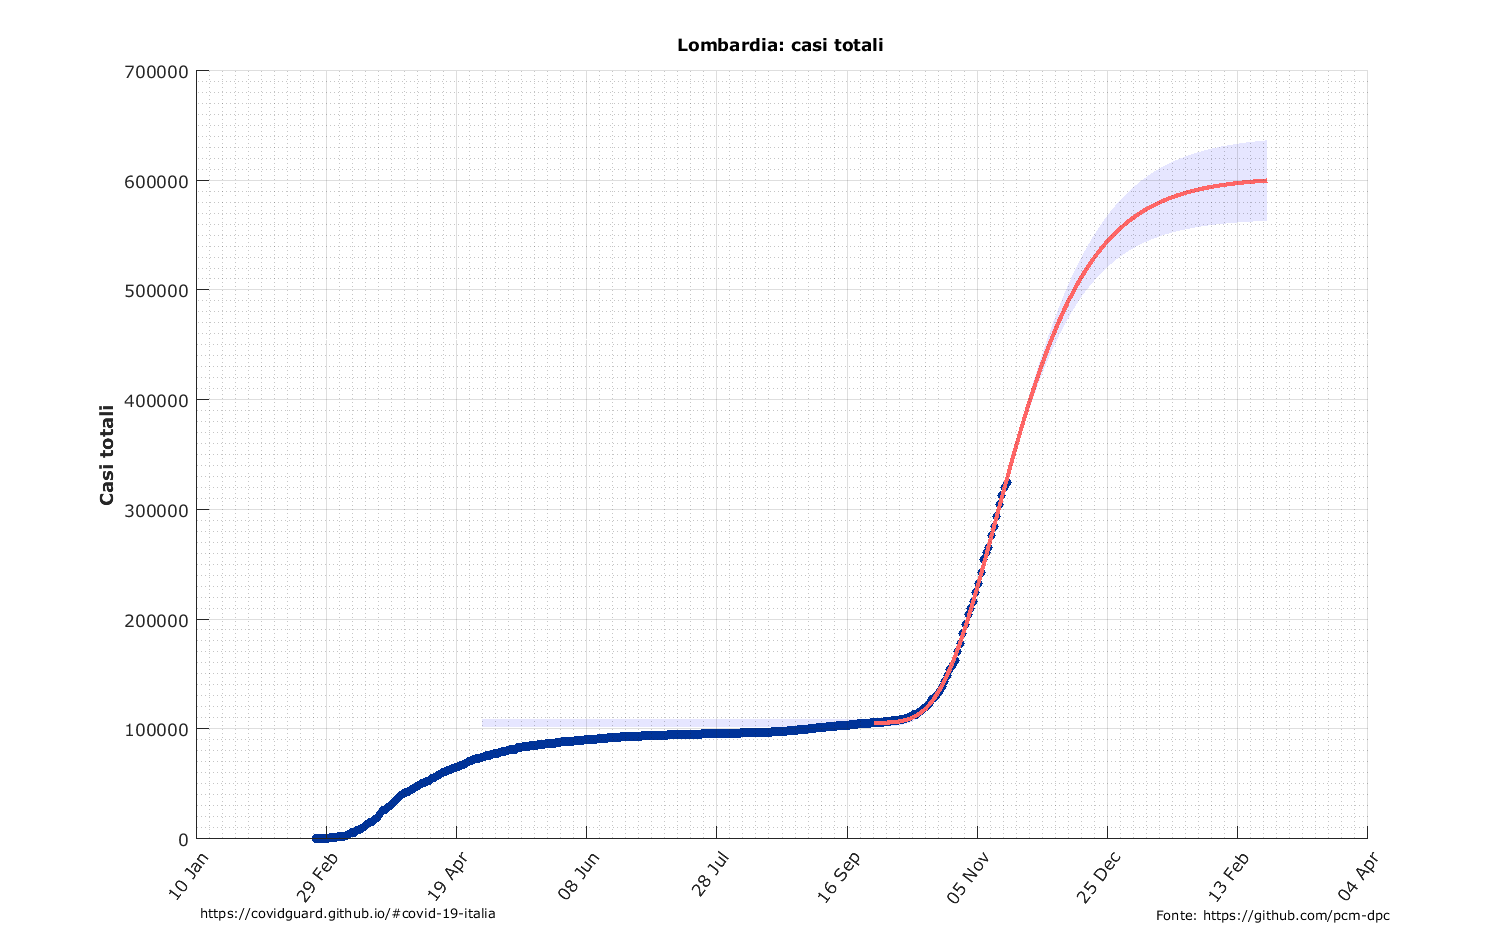 Lombardia: casi totali
700000
600000
500000
400000
300000
200000
100000
0
Casi totali
10 Jan
29 Feb
19 Apr
08 Jun
28 Jul
16 Sep
05 Nov
25 Dec
13 Feb
04 Apr
https://covidguard.github.io/#covid-19-italia
Fonte: https://github.com/pcm-dpc